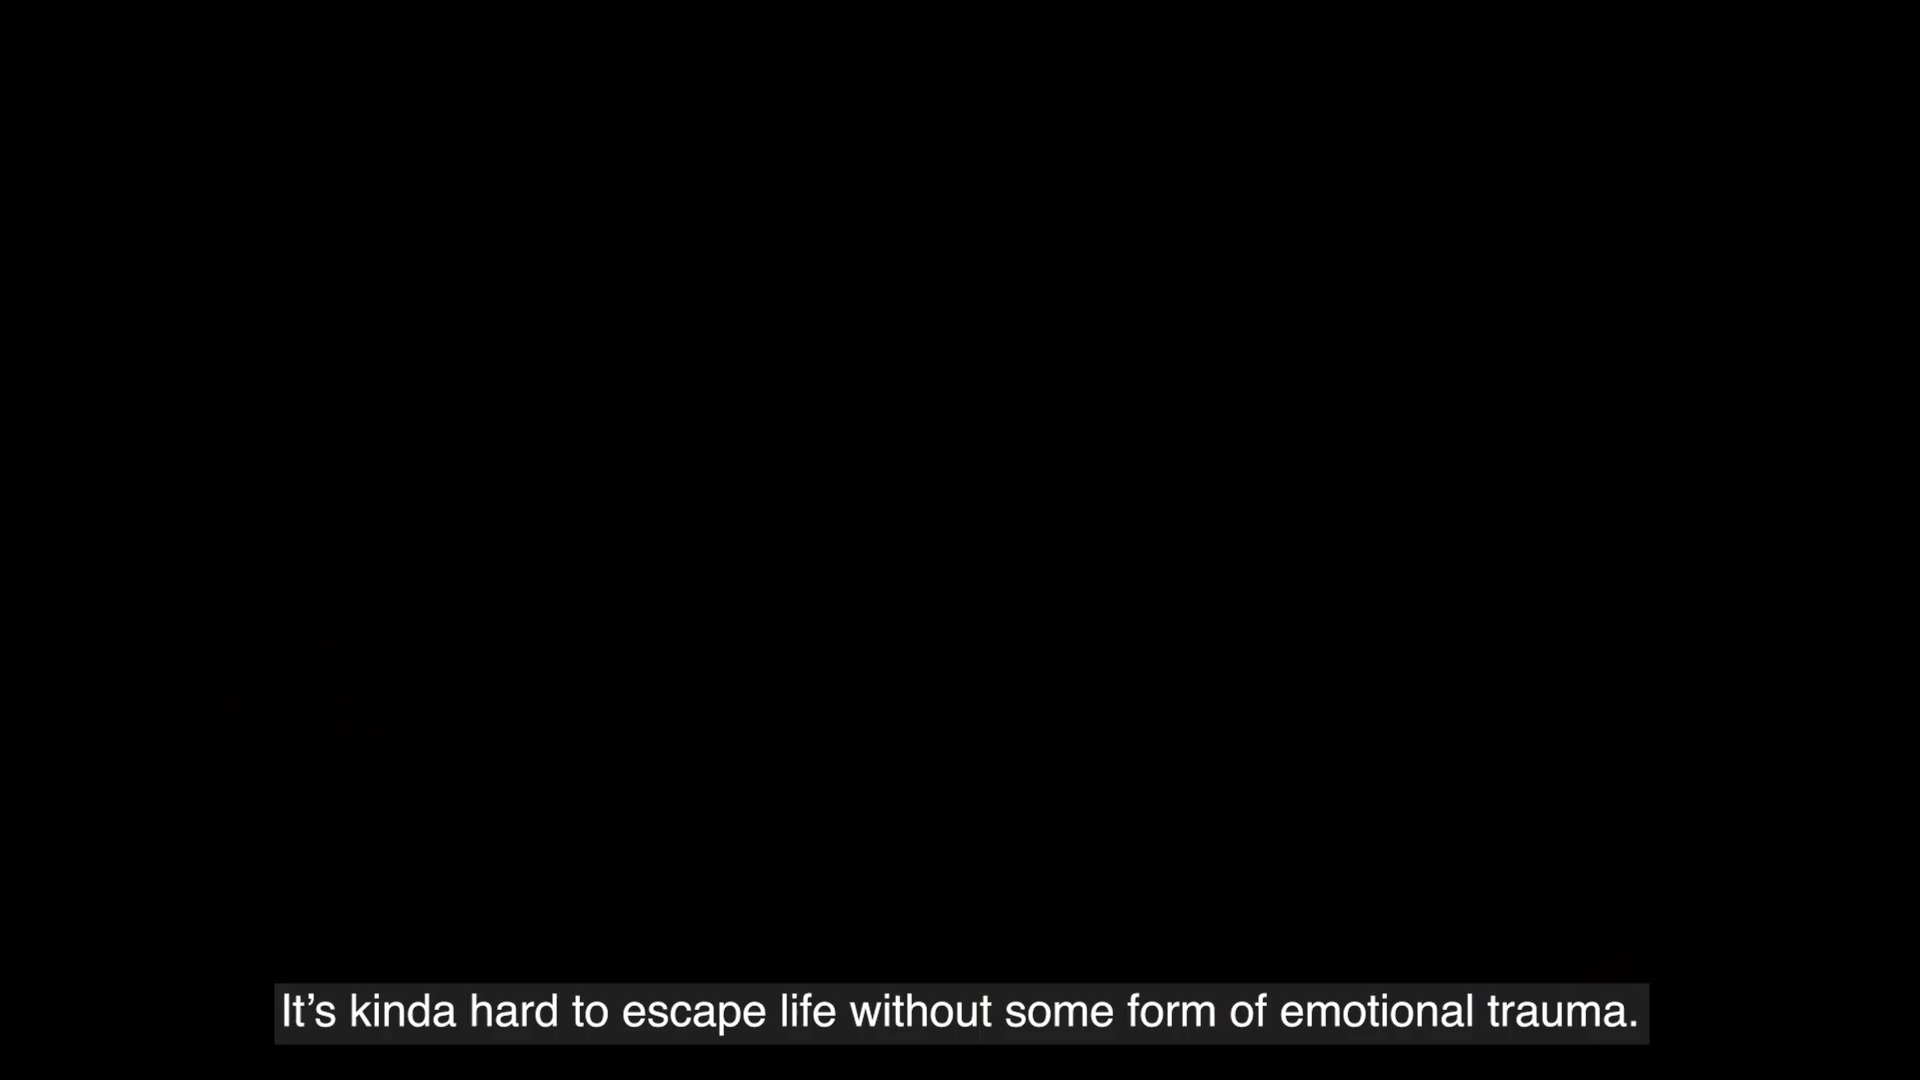 It’s kinda hard to escape life without some form of emotional trauma.